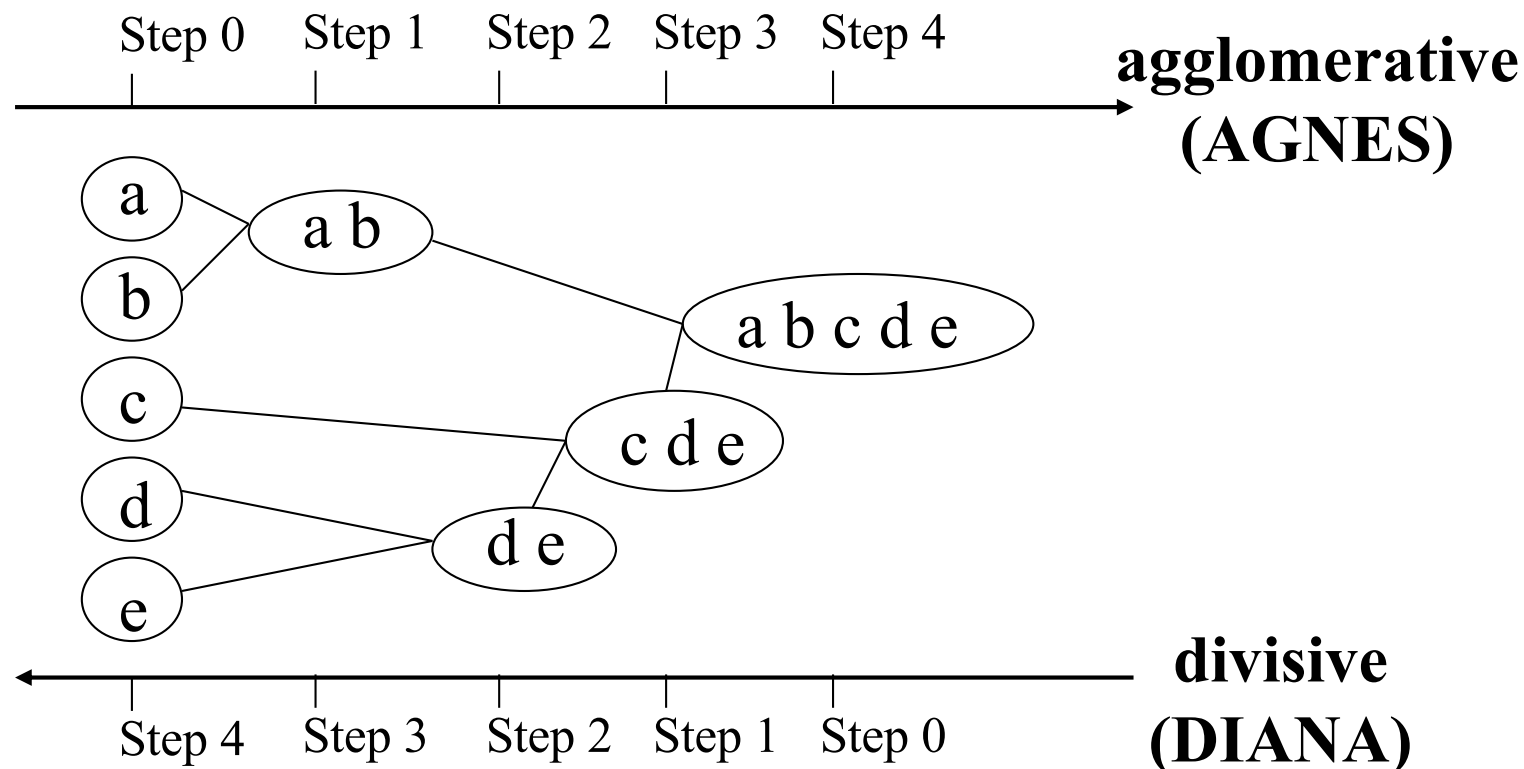 Step 0 Step 1 Step 2 Step 3 Step 4
agglomerative
(AGNES)
a
a b
b
a b c d e
c
c d e
d
d e
e
divisive
(DIANA)
Step 4 Step 3 Step 2 Step 1 Step 0